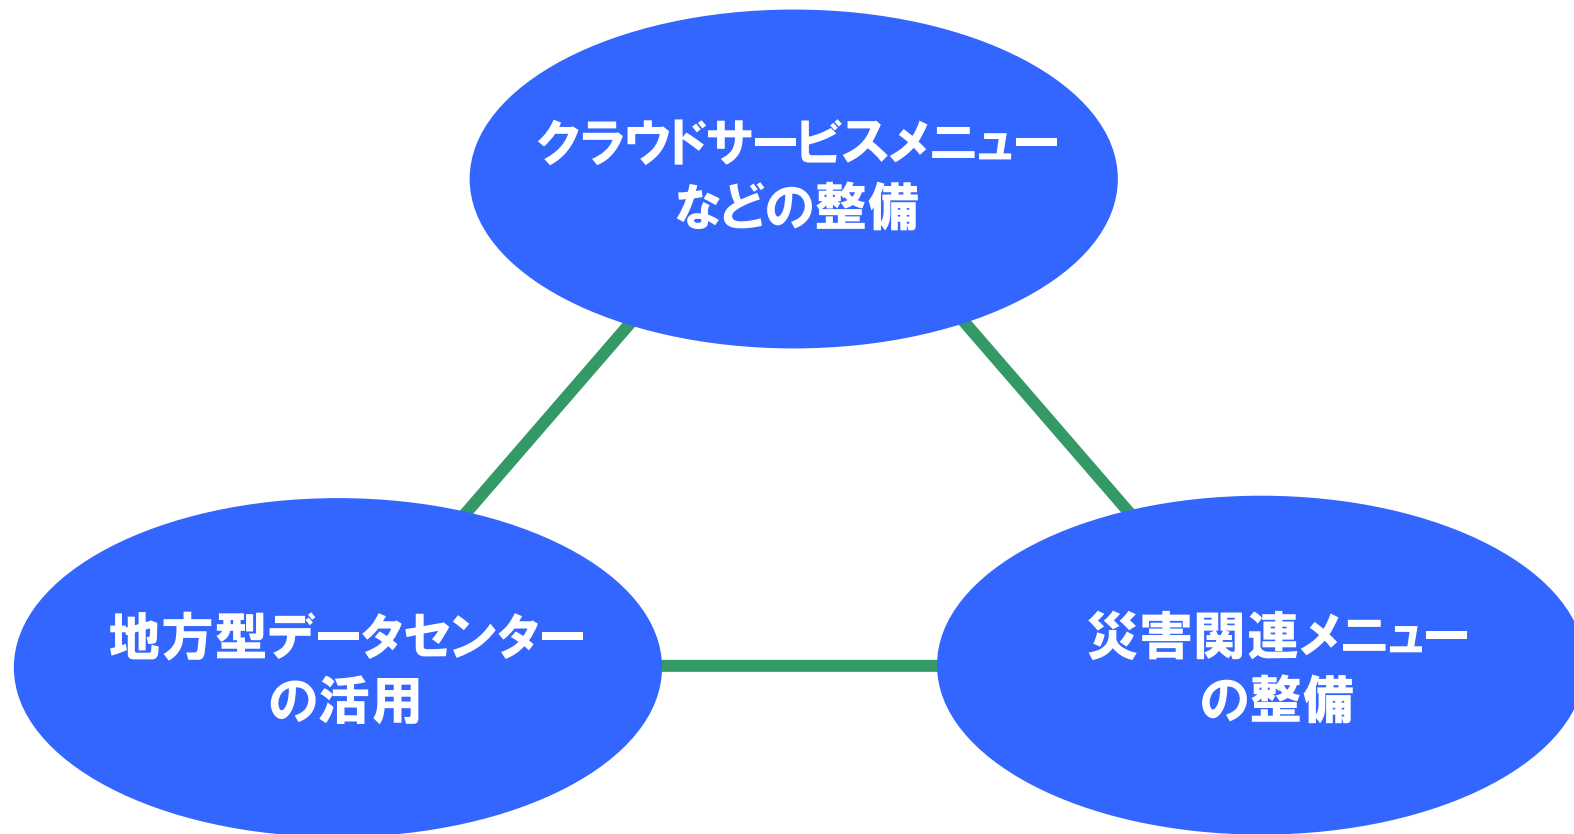 クラウドサービスメニュー
などの整備
地方型データセンター
の活用
災害関連メニュー
の整備